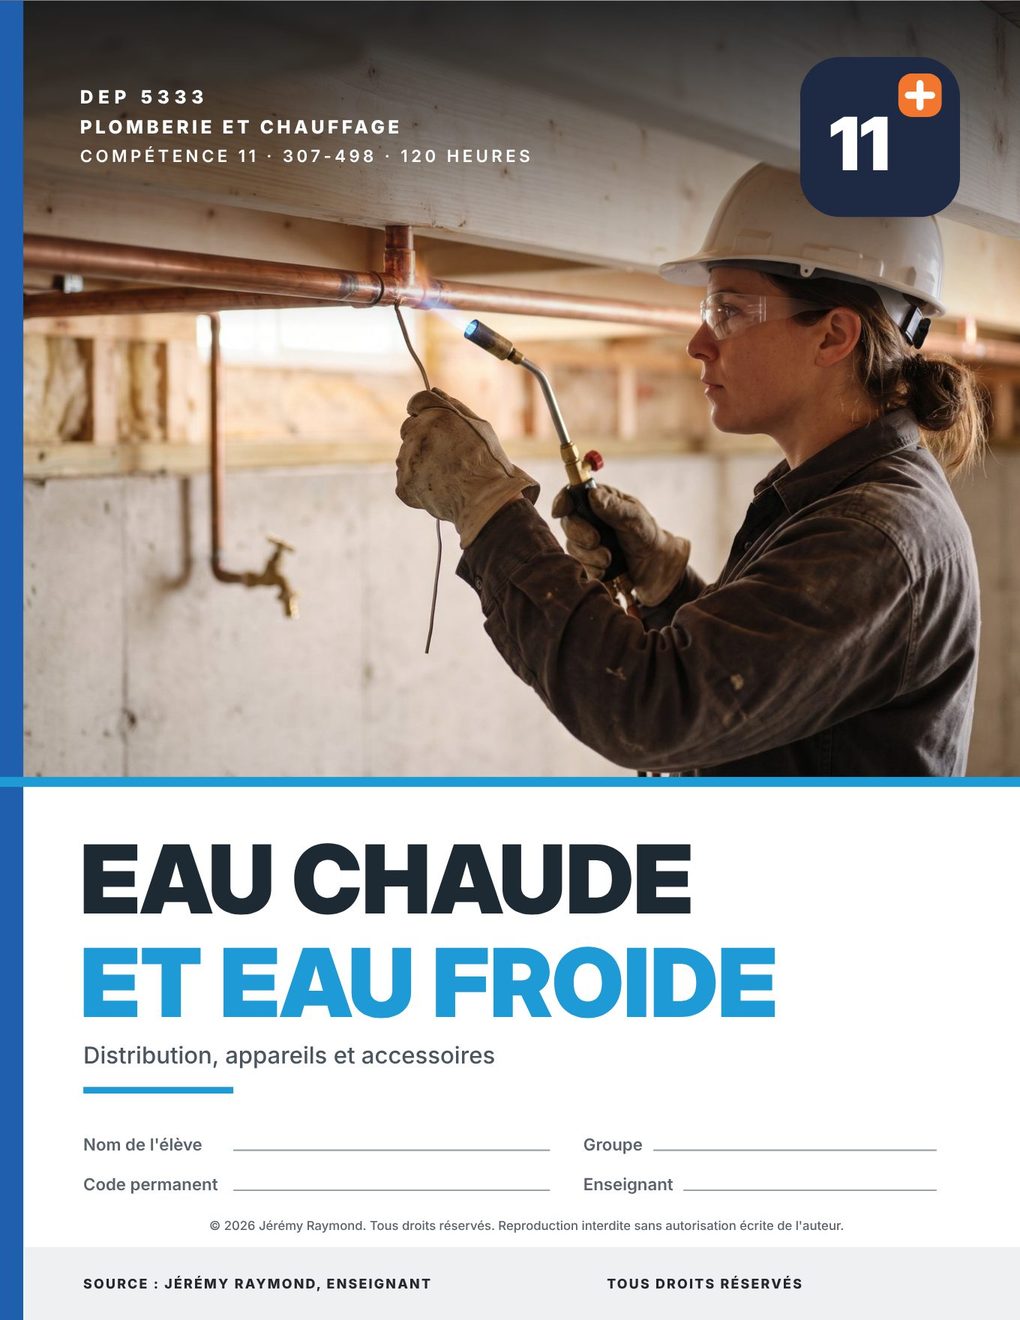 DEP 5333
PLOMBERIE ET CHAUFFAGE
COMPÉTENCE 11 · 307-498 · 120 HEURES
11+
EAU CHAUDE
ET EAU FROIDE
Distribution, appareils et accessoires
Nom de l'élève
Groupe
Code permanent
Enseignant
© 2026 Jérémy Raymond. Tous droits réservés. Reproduction interdite sans autorisation écrite de l'auteur.
SOURCE : JÉRÉMY RAYMOND, ENSEIGNANT
TOUS DROITS RÉSERVÉS